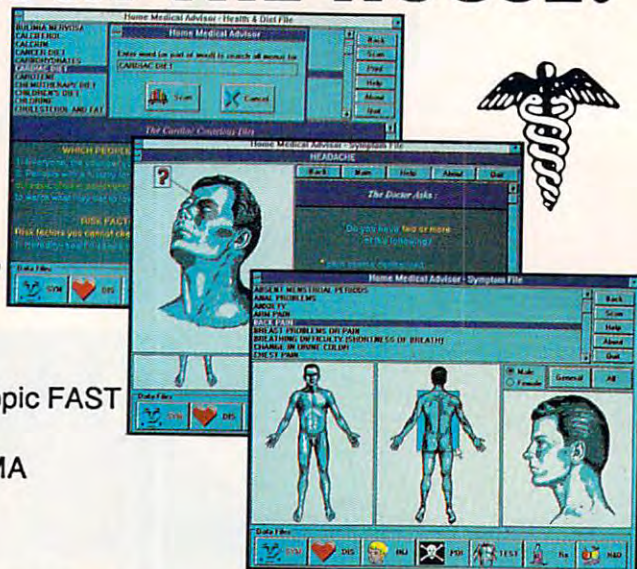 THE HOUSE!
Home Medical Advisor - Health & Diet File
BULIMIA NERVOSA
CALCIFEROL
CALCIUM
CANCER DIET
CARBOHYDRATES
CARDIAC DIET
CAROTENE
CHEMOTHERAPY DIET
CHILDREN'S DIET
CHLORINE
CHOLESTEROL AND FAT
Home Medical Advisor
Enter word (or part of word) to search all menus for
CARDIAC DIET
Scan
Cancel
Back
Scan
Print
Help
About
Quit
The Cardiac Conscious Diet
WHICH PEOPLE
RISK FACT
Risk factors you cannot
Data Files
SYM
DIS
Home Medical Advisor - Symptom File
HEADACHE
Back
Main
Help
About
Quit
?
The Doctor Asks :
Do you have two or more
of the following?
Data Files
SYM
DIS
Home Medical Advisor - Symptom File
ABSENT MENSTRUAL PERIODS
ANAL PROBLEMS
ANXIETY
ARM PAIN
BACK PAIN
BREAST PROBLEMS OR PAIN
BREATHING DIFFICULTY (SHORTNESS OF BREATH)
CHANGE IN URINE COLOR
CHEST PAIN
Back
Scan
Help
About
Quit
Male
Female
General
All
Data Files
SYM
DIS
INJ
POI
TEST
Rx
H&D
pic FAST
MA